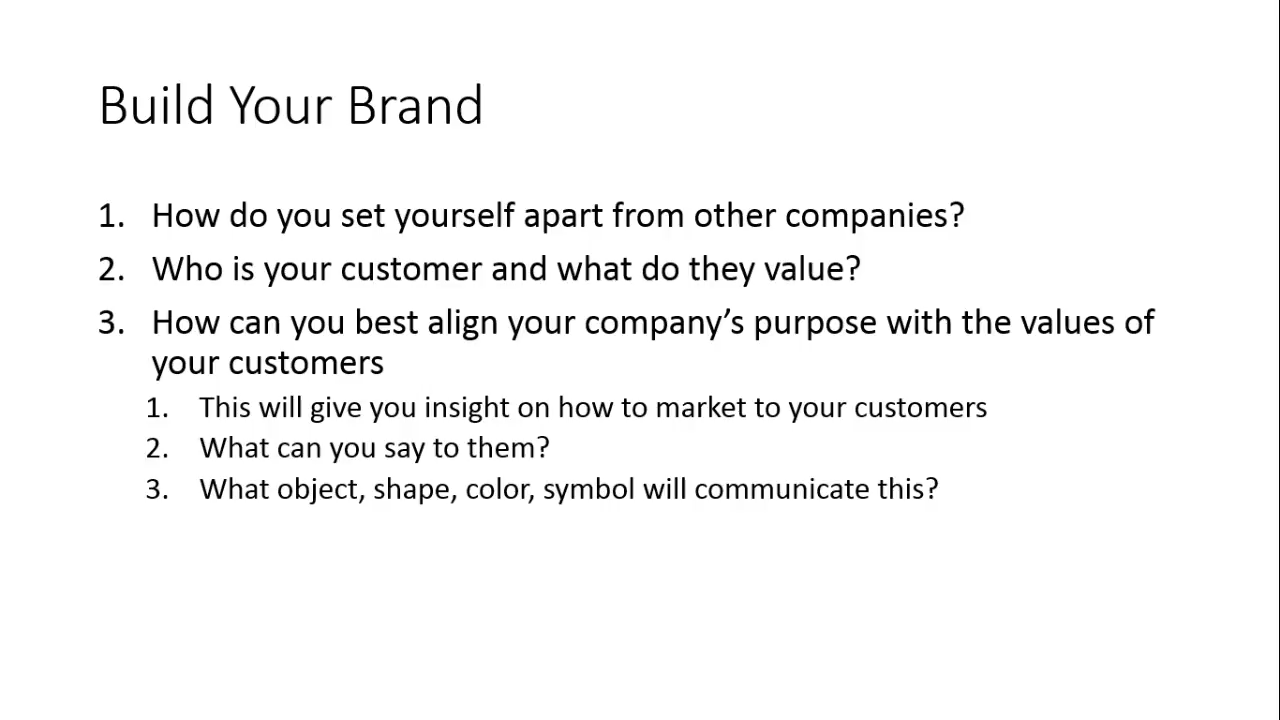 Build Your Brand
1. How do you set yourself apart from other companies?
2. Who is your customer and what do they value?
3. How can you best align your company’s purpose with the values of
your customers
1. This will give you insight on how to market to your customers
2. What can you say to them?
3. What object, shape, color, symbol will communicate this?